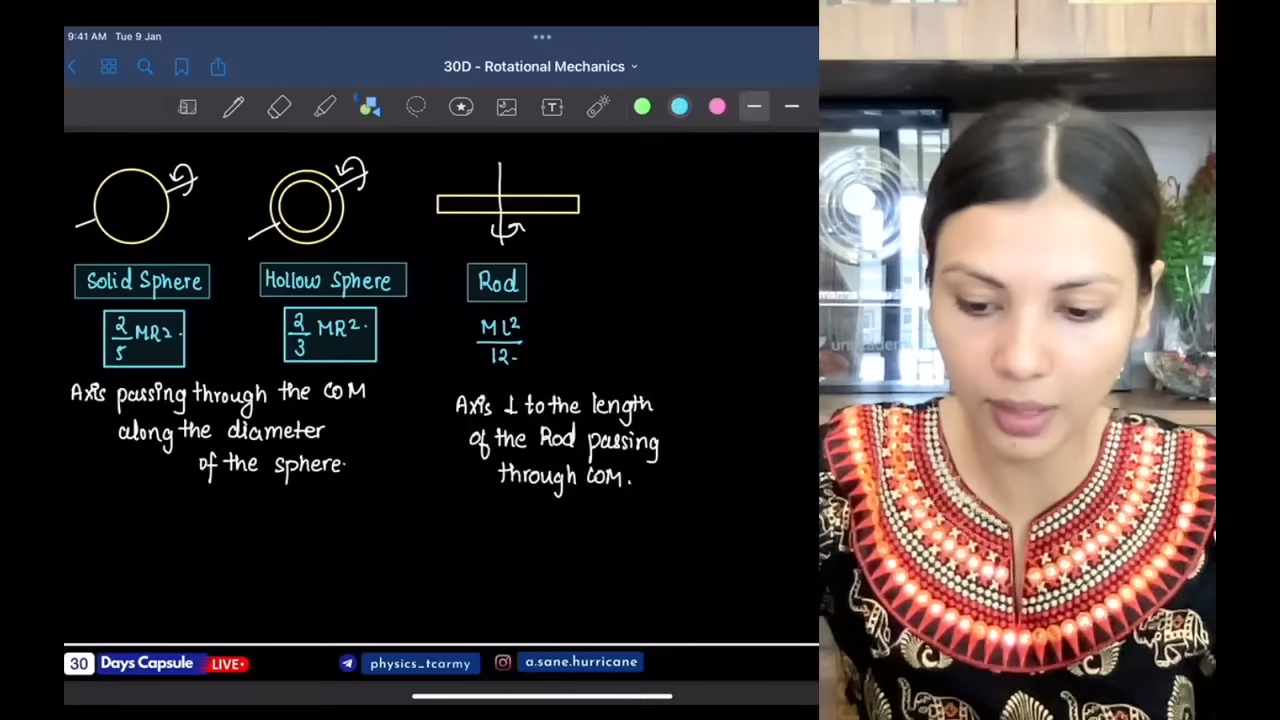 9:41 AM Tue 9 Jan
30D - Rotational Mechanics
T
Solid Sphere
Hollow Sphere
Rod
2/5 MR²
2/3 MR²
ML²/12
Axis passing through the COM
along the diameter
of the sphere.
Axis ⊥ to the length
of the Rod passing
through COM.
30 Days Capsule LIVE
physics_tcarmy
a.sane.hurricane